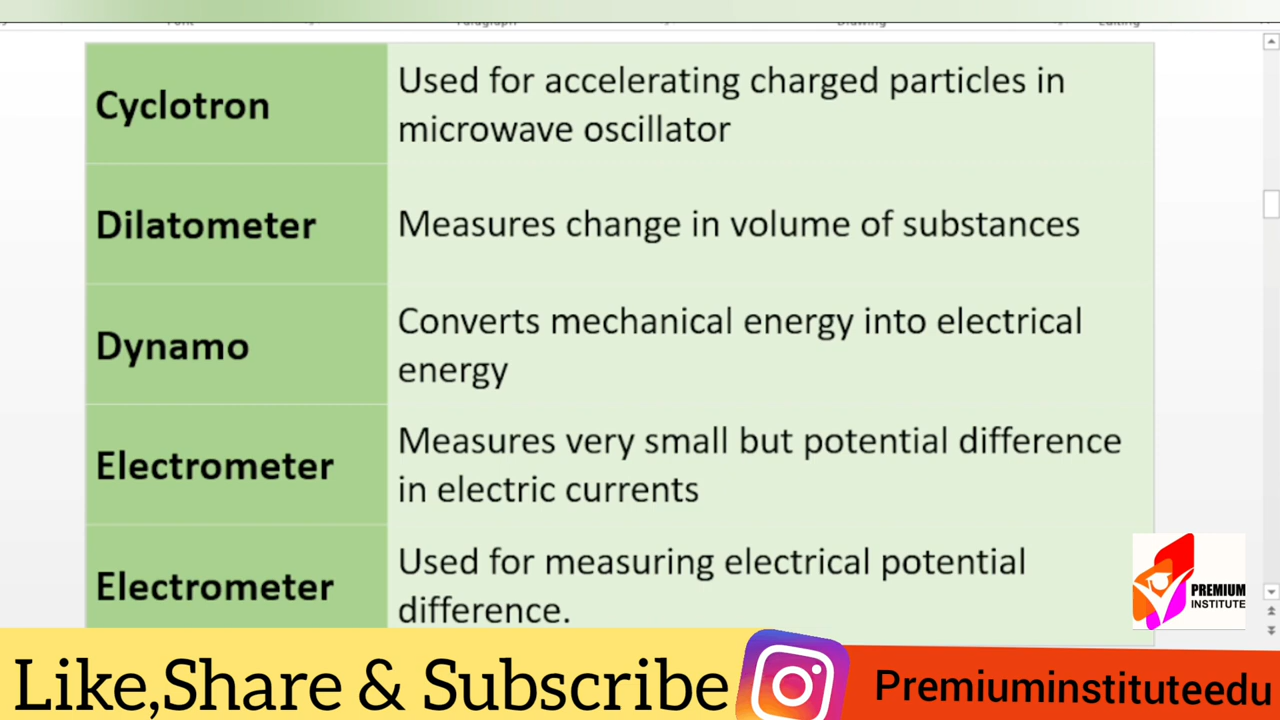 Cyclotron
Used for accelerating charged particles in
microwave oscillator
Dilatometer
Measures change in volume of substances
Dynamo
Converts mechanical energy into electrical
energy
Electrometer
Measures very small but potential difference
in electric currents
Electrometer
Used for measuring electrical potential
difference.
PREMIUM
INSTITUTE
Like,Share & Subscribe
Premiuminstituteedu